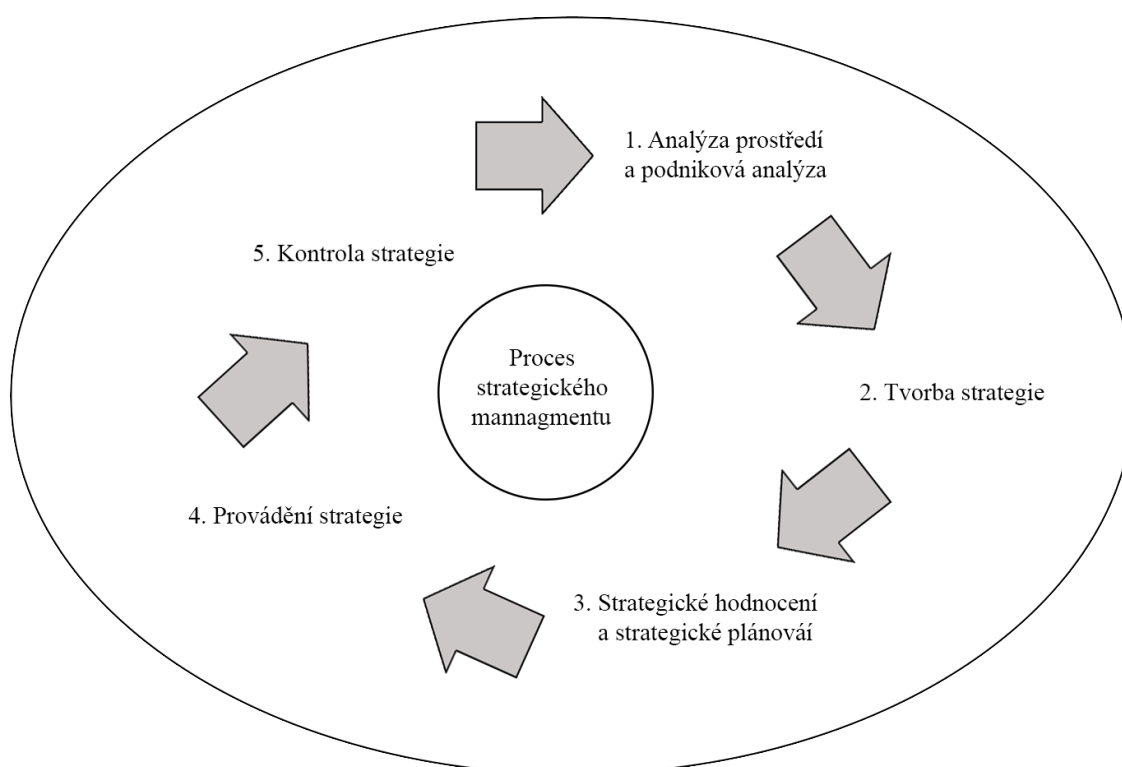 1. Analýza prostředí
a podniková analýza
5. Kontrola strategie
Proces
strategického
mannagmentu
2. Tvorba strategie
4. Provádění strategie
3. Strategické hodnocení
a strategické plánováí